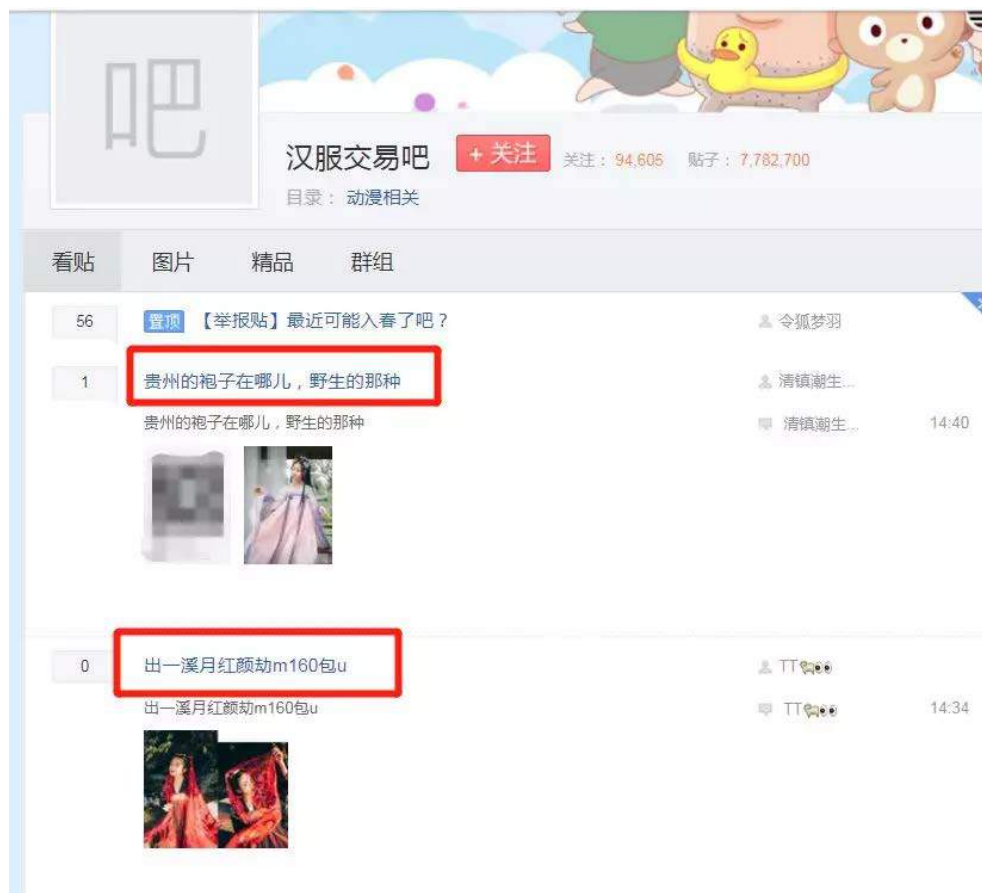 吧
汉服交易吧 + 关注 关注：94,605 贴子：7,782,700
目录：动漫相关
看贴 图片 精品 群组
56 置顶 【举报贴】最近可能入春了吧？ 令狐梦羽
1 贵州的袍子在哪儿，野生的那种 清镇潮生...
贵州的袍子在哪儿，野生的那种 清镇潮生... 14:40
0 出一溪月红颜劫m160包u TT
出一溪月红颜劫m160包u TT 14:34